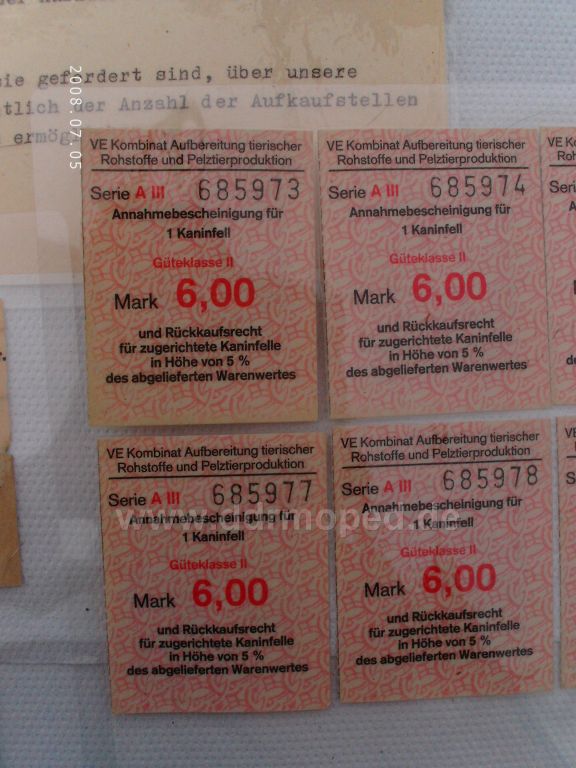 sie gefordert sind, über unsere
tlich der Anzahl der Aufkaufstellen
ermög
2008.07.05
VE Kombinat Aufbereitung tierischer
Rohstoffe und Pelztierproduktion
Serie A III 685973
Annahmebescheinigung für
1 Kaninfell
Güteklasse II
Mark 6,00
und Rückkaufsrecht
für zugerichtete Kaninfelle
in Höhe von 5 %
des abgelieferten Warenwertes
VE Kombinat Aufbereitung tierischer
Rohstoffe und Pelztierproduktion
Serie A III 685974
Annahmebescheinigung für
1 Kaninfell
Güteklasse II
Mark 6,00
und Rückkaufsrecht
für zugerichtete Kaninfelle
in Höhe von 5 %
des abgelieferten Warenwertes
VE Kombinat Aufbereitung tierischer
Rohstoffe und Pelztierproduktion
Serie A III 685977
Annahmebescheinigung für
1 Kaninfell
Güteklasse II
Mark 6,00
und Rückkaufsrecht
für zugerichtete Kaninfelle
in Höhe von 5 %
des abgelieferten Warenwertes
VE Kombinat Aufbereitung tierischer
Rohstoffe und Pelztierproduktion
Serie A III 685978
Annahmebescheinigung für
1 Kaninfell
Güteklasse II
Mark 6,00
und Rückkaufsrecht
für zugerichtete Kaninfelle
in Höhe von 5 %
des abgelieferten Warenwertes